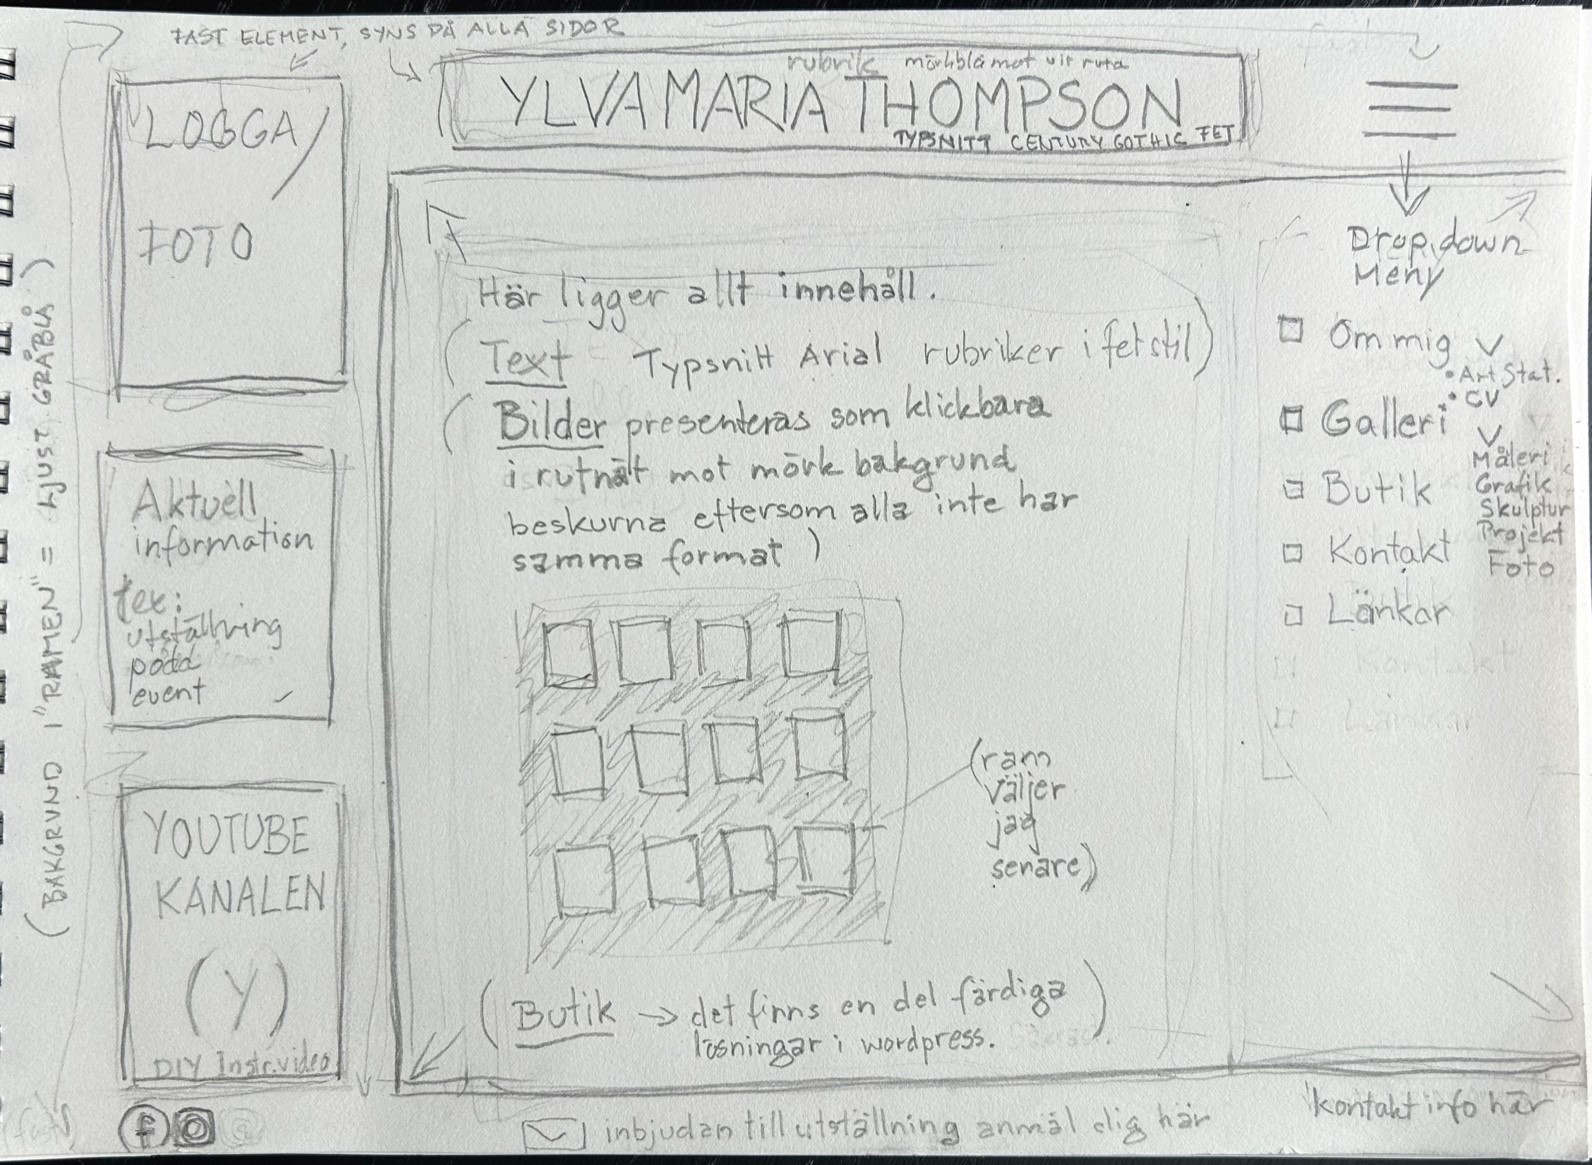 FAST ELEMENT, SYNS PÅ ALLA SIDOR
rubrik mörkblå mot vit ruta
YLVA MARIA THOMPSON
TYPSNITT CENTURY GOTHIC FET
LOGGA/
FOTO
(BAKGRUND I "RAMEN" = LJUST GRÅBLÅ)
Aktuell
information
tex:
utställning
podd
event
YOUTUBE
KANALEN
(Y)
DIY Instr.video
(fast)
f
Här ligger allt innehåll.
(Text Typsnitt Arial rubriker i fetstil)
(Bilder presenteras som klickbara
i rutnät mot mörk bakgrund
beskurna eftersom alla inte har
samma format)
(ram
väljer
jag
senare)
(Butik → det finns en del färdiga
lösningar i wordpress.)
Drop down
Meny
Om mig
• Art Stat.
• CV
Galleri
Måleri
Grafik
Skulptur
Projekt
Foto
Butik
Kontakt
Länkar
Kontakt
Länkar
inbjudan till utställning anmäl dig här
kontakt info här